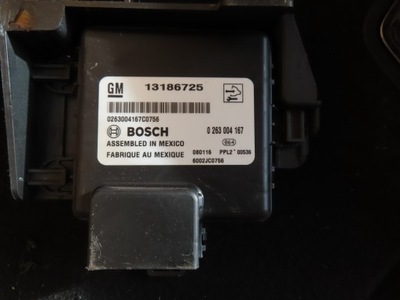 GM 13186725
0263004167C0756
BOSCH 0 263 004 167
ASSEMBLED IN MEXICO
FABRIQUE AU MEXIQUE 080116 PPL2 00536
6002JC0756